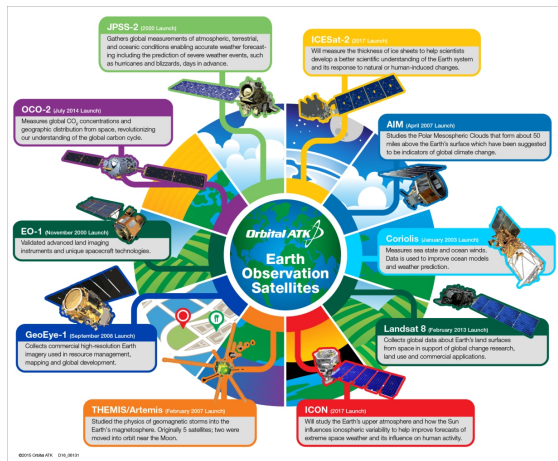 JPSS-2 (2020 Launch)
Gathers global measurements of atmospheric, terrestrial,
and oceanic conditions enabling accurate weather forecast-
ing including the prediction of severe weather events, such
as hurricanes and blizzards, days in advance.
ICESat-2 (2017 Launch)
Will measure the thickness of ice sheets to help scientists
develop a better scientific understanding of the Earth system
and its response to natural or human-induced changes.
OCO-2 (July 2014 Launch)
Measures global CO₂ concentrations and
geographic distribution from space, revolutionizing
our understanding of the global carbon cycle.
AIM (April 2007 Launch)
Studies the Polar Mesospheric Clouds that form about 50
miles above the Earth's surface which have been suggested
to be indicators of global climate change.
EO-1 (November 2000 Launch)
Validated advanced land imaging
instruments and unique spacecraft technologies.
Orbital ATK
Earth
Observation
Satellites
Coriolis (January 2003 Launch)
Measures sea state and ocean winds.
Data is used to improve ocean models
and weather prediction.
GeoEye-1 (September 2008 Launch)
Collects commercial high-resolution Earth
imagery used in resource management,
mapping and global development.
Landsat 8 (February 2013 Launch)
Collects global data about Earth's land surfaces
from space in support of global change research,
land use and commercial applications.
THEMIS/Artemis (February 2007 Launch)
Studied the physics of geomagnetic storms into the
Earth's magnetosphere. Originally 5 satellites; two were
moved into orbit near the Moon.
ICON (2017 Launch)
Will study the Earth's upper atmosphere and how the Sun
influences ionospheric variability to help improve forecasts of
extreme space weather and its influence on human activity.
©2015 Orbital ATK D16_00131